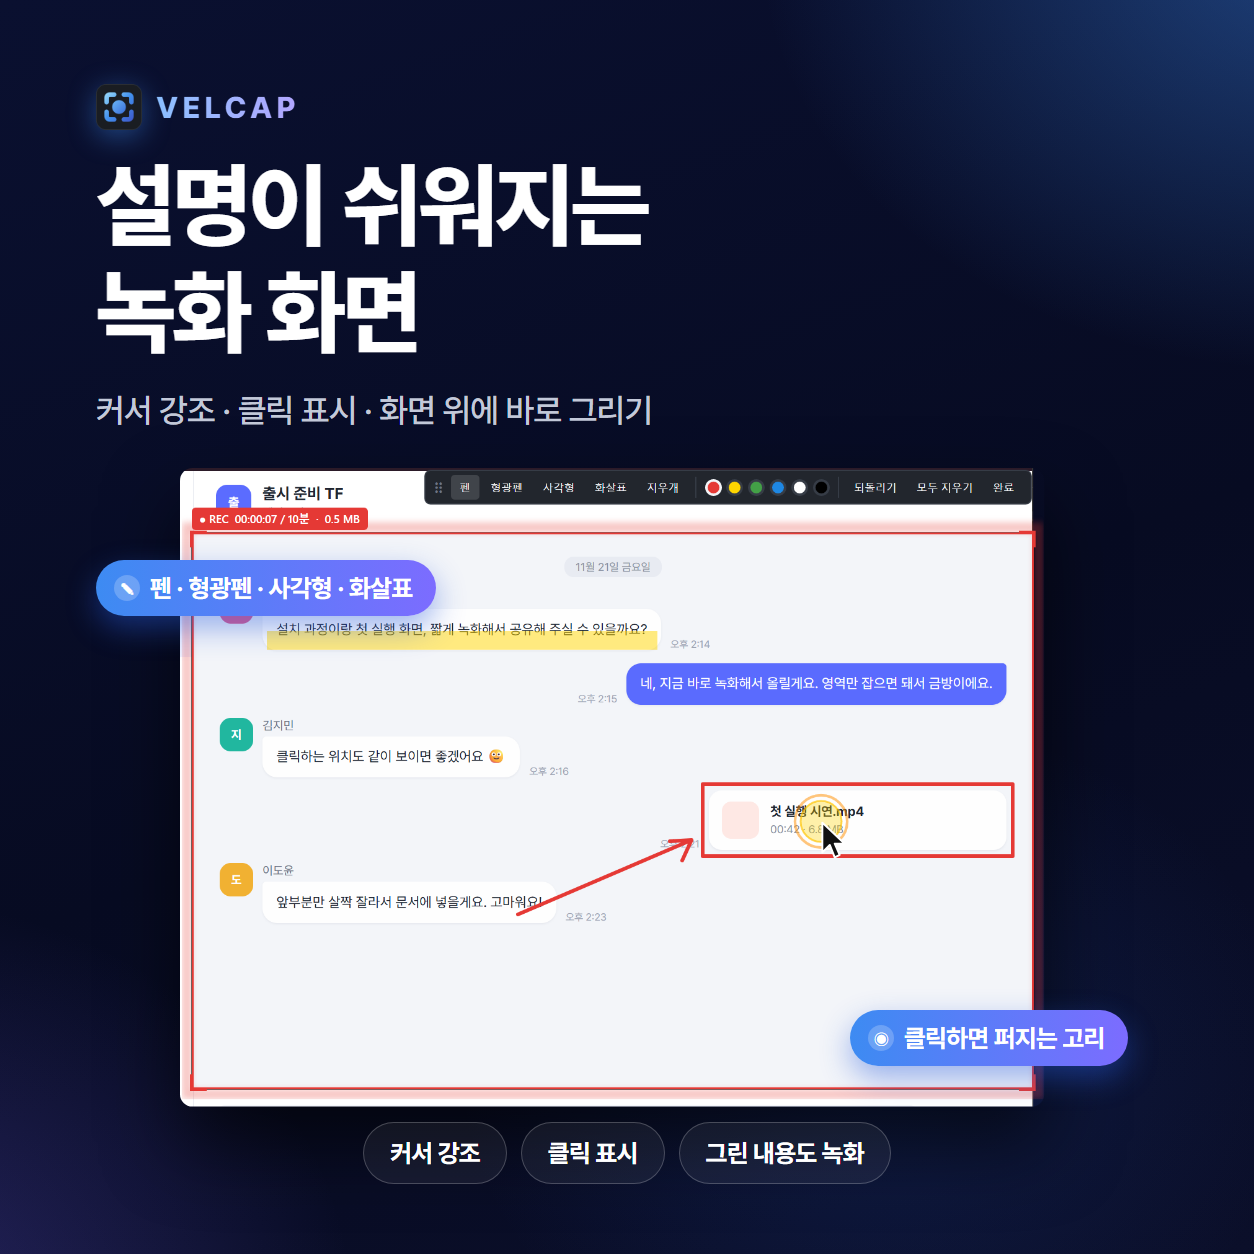 VELCAP
설명이 쉬워지는
녹화 화면
커서 강조 · 클릭 표시 · 화면 위에 바로 그리기
출
출시 준비 TF
펜 형광펜 사각형 화살표 지우개 되돌리기 모두 지우기 완료
REC 00:00:07 / 10분 · 0.5 MB
11월 21일 금요일
펜 · 형광펜 · 사각형 · 화살표
설치 과정이랑 첫 실행 화면, 짧게 녹화해서 공유해 주실 수 있을까요?
오후 2:14
네, 지금 바로 녹화해서 올릴게요. 영역만 잡으면 돼서 금방이에요.
오후 2:15
김지민
지
클릭하는 위치도 같이 보이면 좋겠어요
오후 2:16
첫 실행 시연.mp4
00:42 · 6.8 MB
이도윤
도
앞부분만 살짝 잘라서 문서에 넣을게요. 고마워요!
오후 2:23
클릭하면 퍼지는 고리
커서 강조
클릭 표시
그린 내용도 녹화